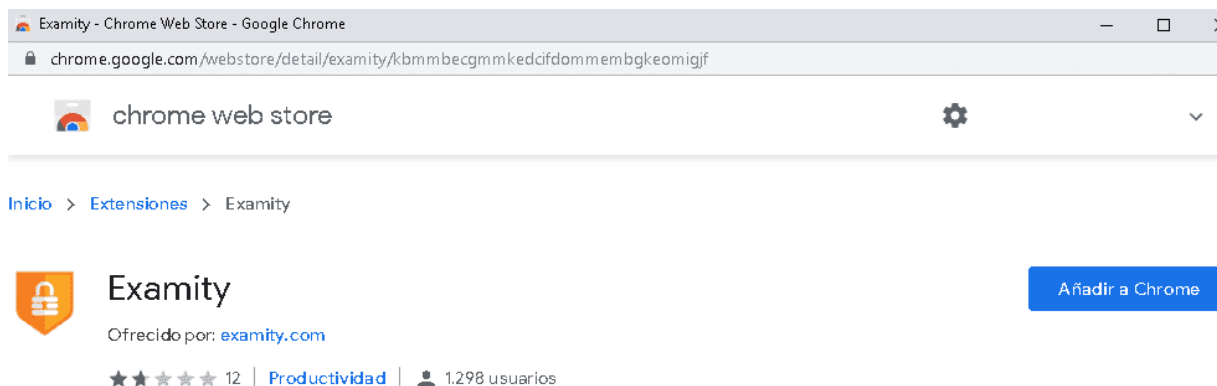 Examity - Chrome Web Store - Google Chrome
chrome.google.com/webstore/detail/examity/kbmmbecgmmkedcifdommembgkeomigjf
chrome web store
Inicio > Extensiones > Examity
Examity
Añadir a Chrome
Ofrecido por: examity.com
12 | Productividad | 1.298 usuarios